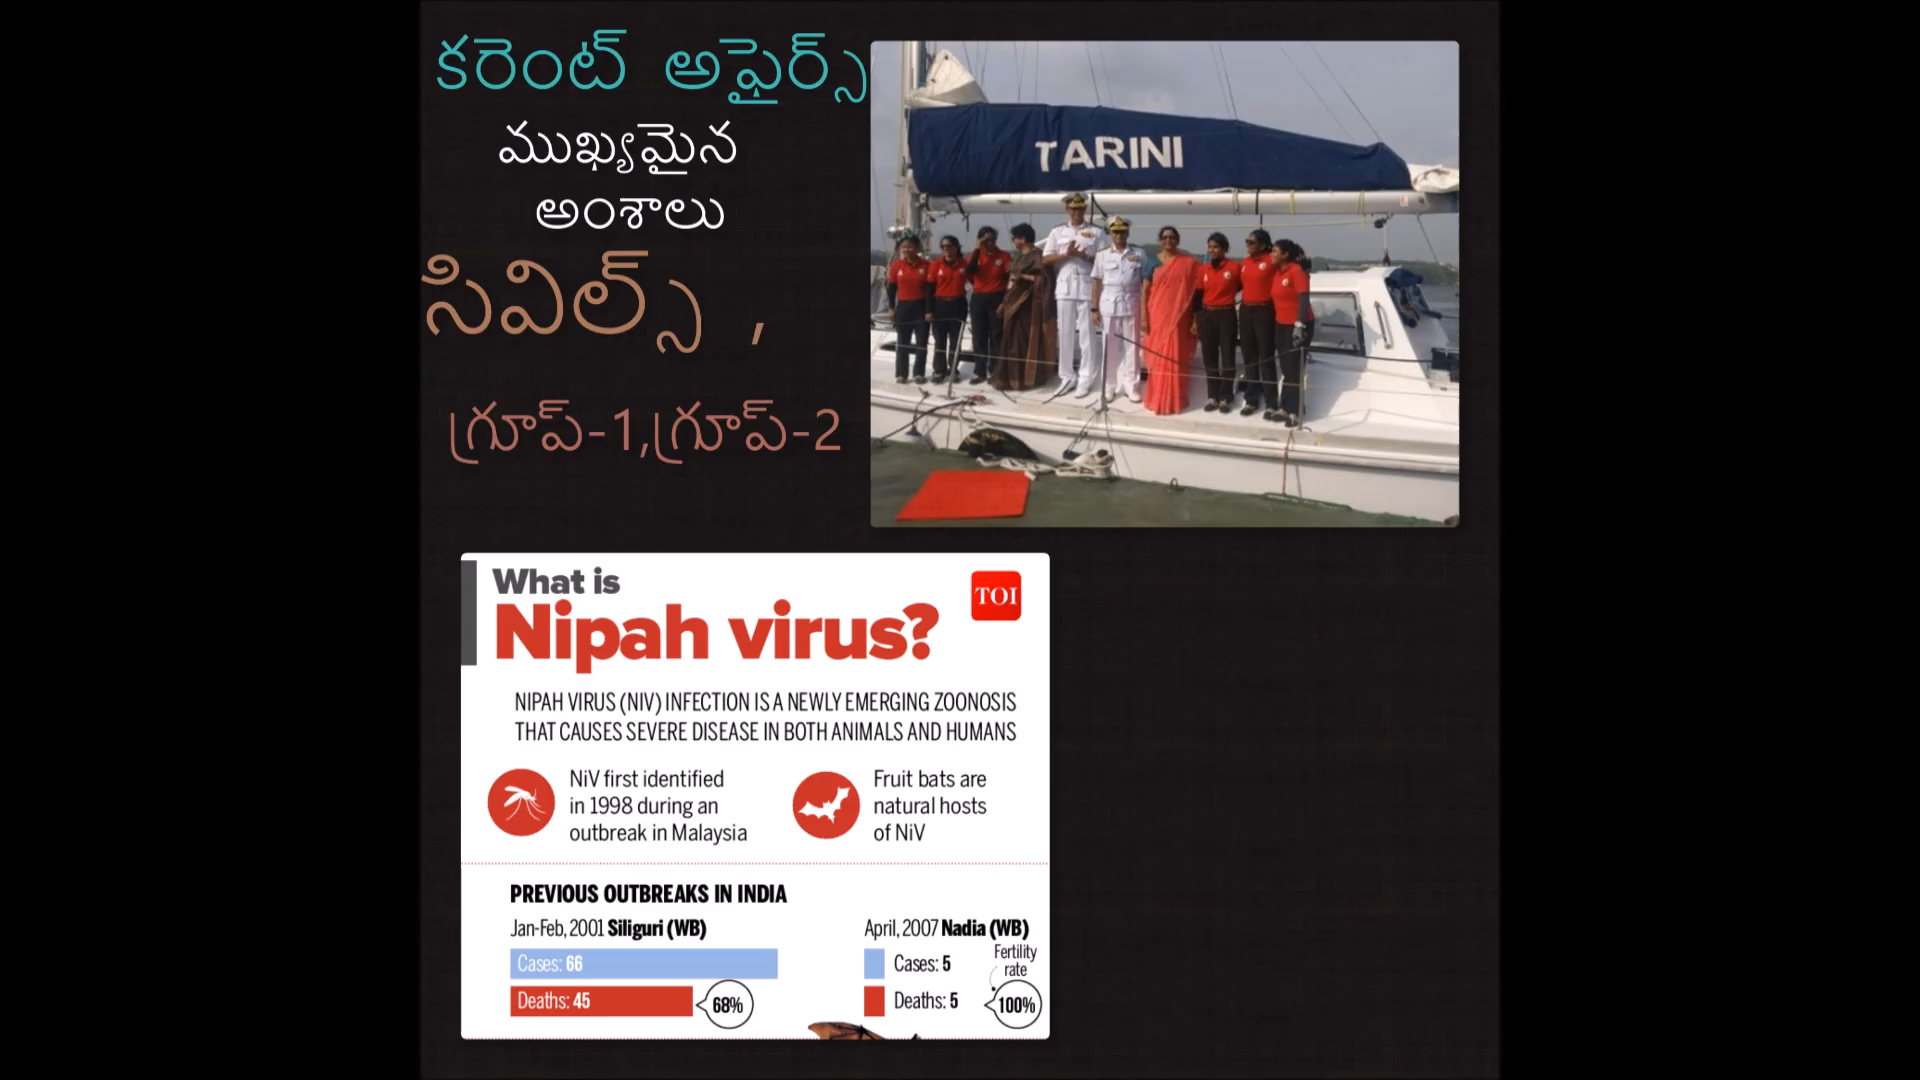 కరెంట్ అఫైర్స్
ముఖ్యమైన
అంశాలు
సివిల్స్ ,
గ్రూప్-1,గ్రూప్-2
TARINI
What is
Nipah virus?
TOI
NIPAH VIRUS (NIV) INFECTION IS A NEWLY EMERGING ZOONOSIS
THAT CAUSES SEVERE DISEASE IN BOTH ANIMALS AND HUMANS
NiV first identified
in 1998 during an
outbreak in Malaysia
Fruit bats are
natural hosts
of NiV
PREVIOUS OUTBREAKS IN INDIA
Jan-Feb, 2001 Siliguri (WB)
Cases: 66
Deaths: 45
68%
April, 2007 Nadia (WB)
Cases: 5
Deaths: 5
Fertility
rate
100%